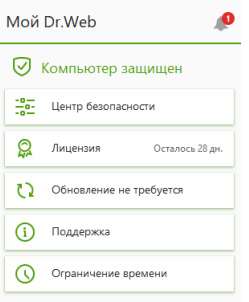 Мой Dr.Web
1
Компьютер защищен
Центр безопасности
Лицензия Осталось 28 дн.
Обновление не требуется
Поддержка
Ограничение времени